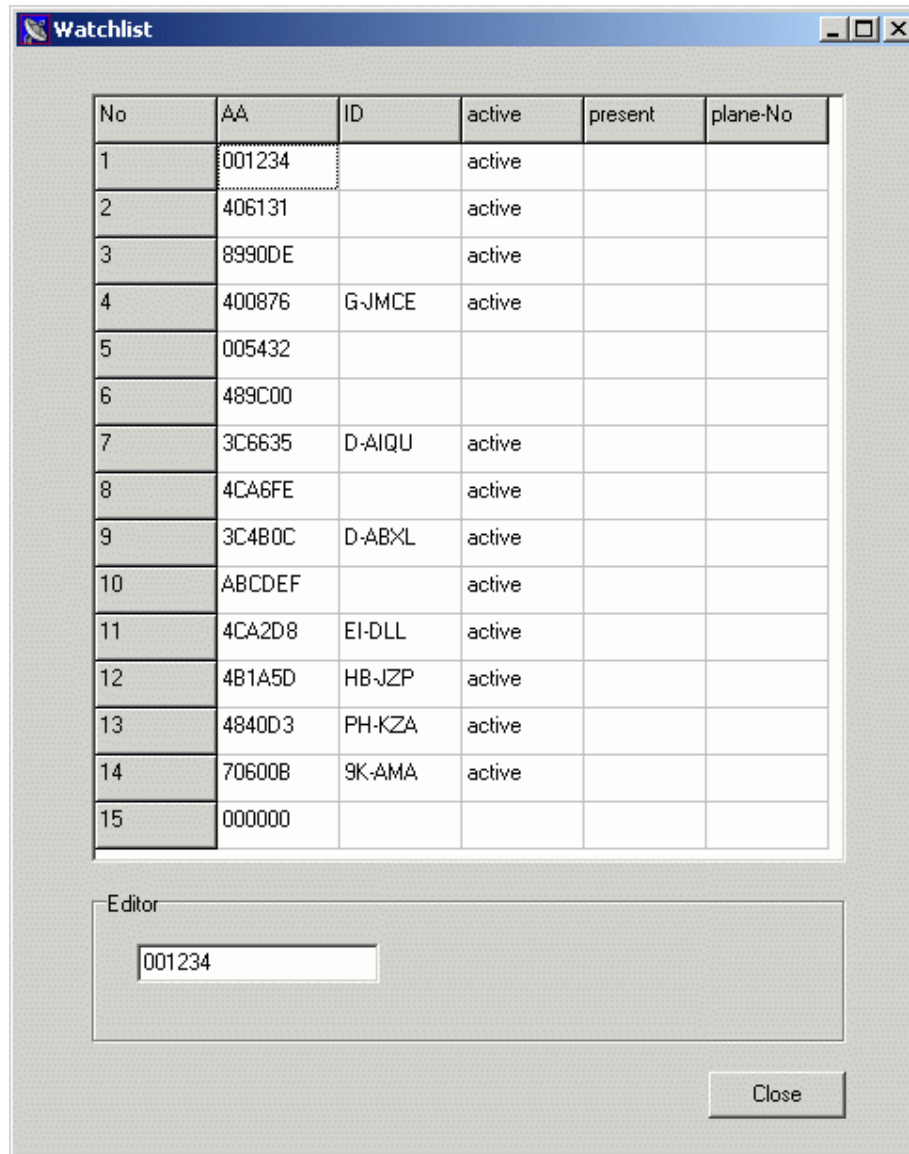 Watchlist
No AA ID active present plane-No
1 001234 active
2 406131 active
3 8990DE active
4 400876 G-JMCE active
5 005432
6 489C00
7 3C6635 D-AIQU active
8 4CA6FE active
9 3C4B0C D-ABXL active
10 ABCDEF active
11 4CA2D8 EI-DLL active
12 4B1A5D HB-JZP active
13 4840D3 PH-KZA active
14 70600B 9K-AMA active
15 000000
Editor
001234
Close